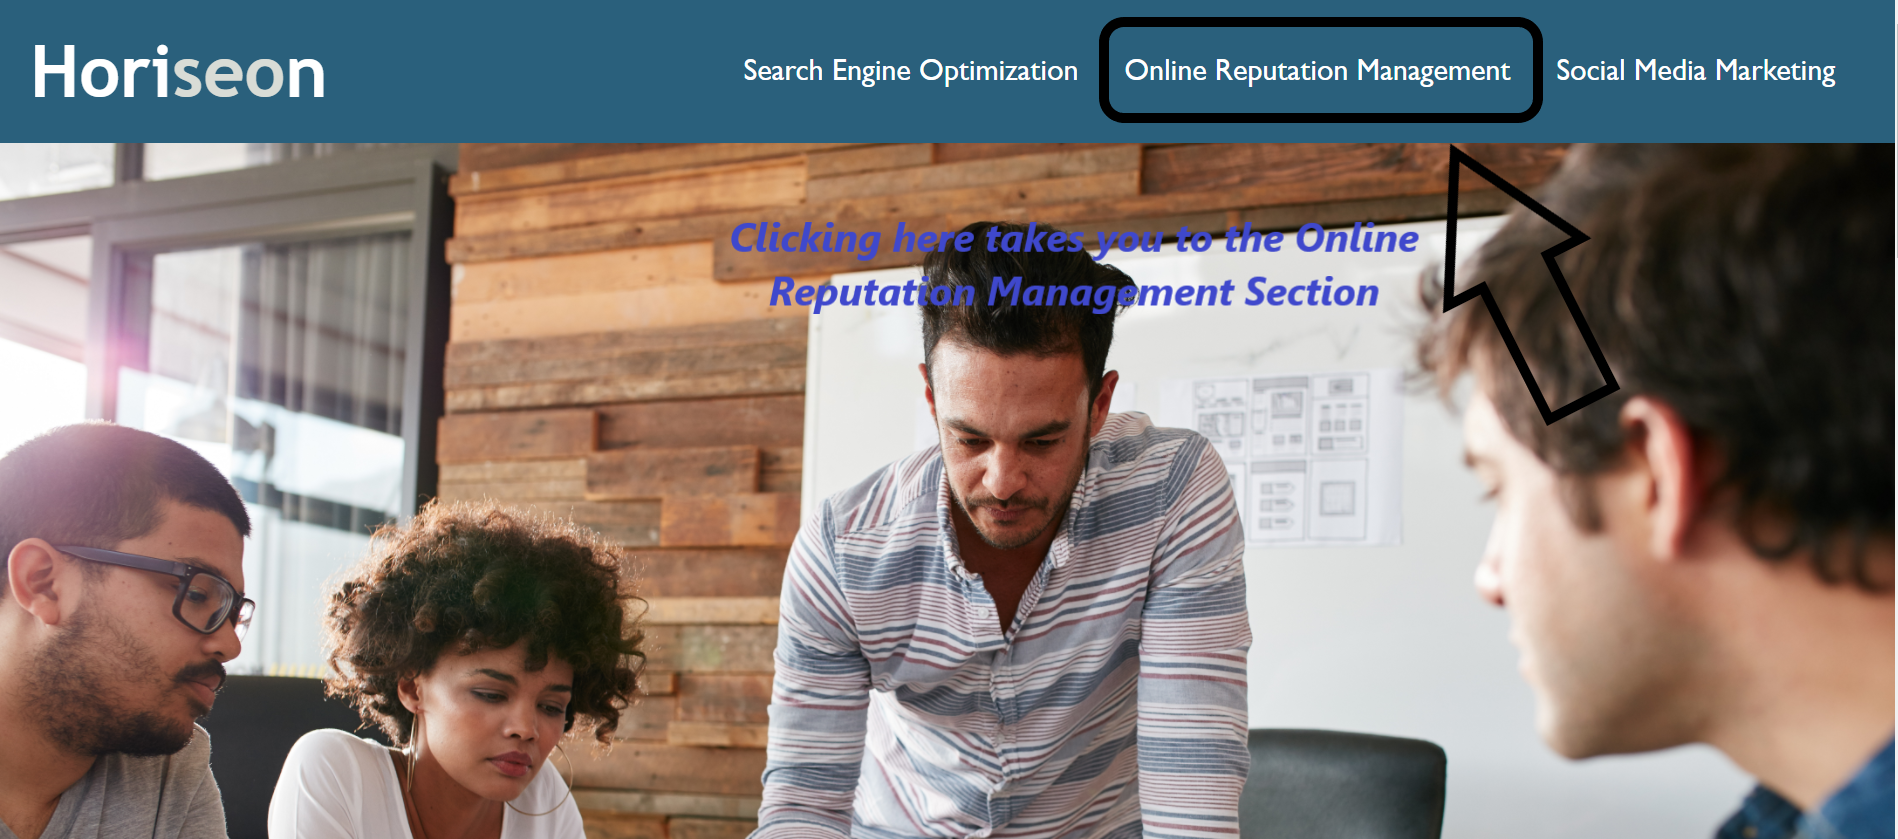 Horiseon
Search Engine Optimization
Online Reputation Management
Social Media Marketing
Clicking here takes you to the Online
Reputation Management Section